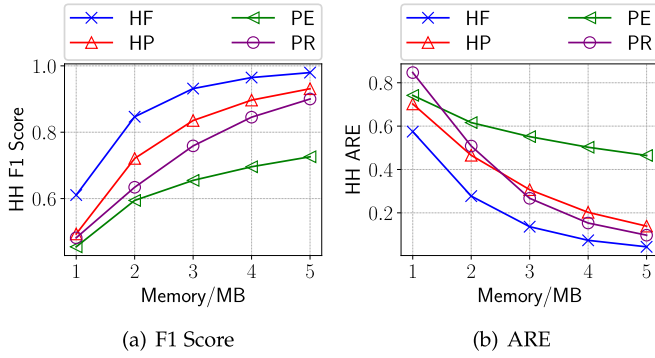 HF PE
HP PR
1.0
0.8
0.6
HH F1 Score
1 2 3 4 5
Memory/MB
(a) F1 Score
HF PE
HP PR
0.8
0.6
0.4
0.2
HH ARE
1 2 3 4 5
Memory/MB
(b) ARE